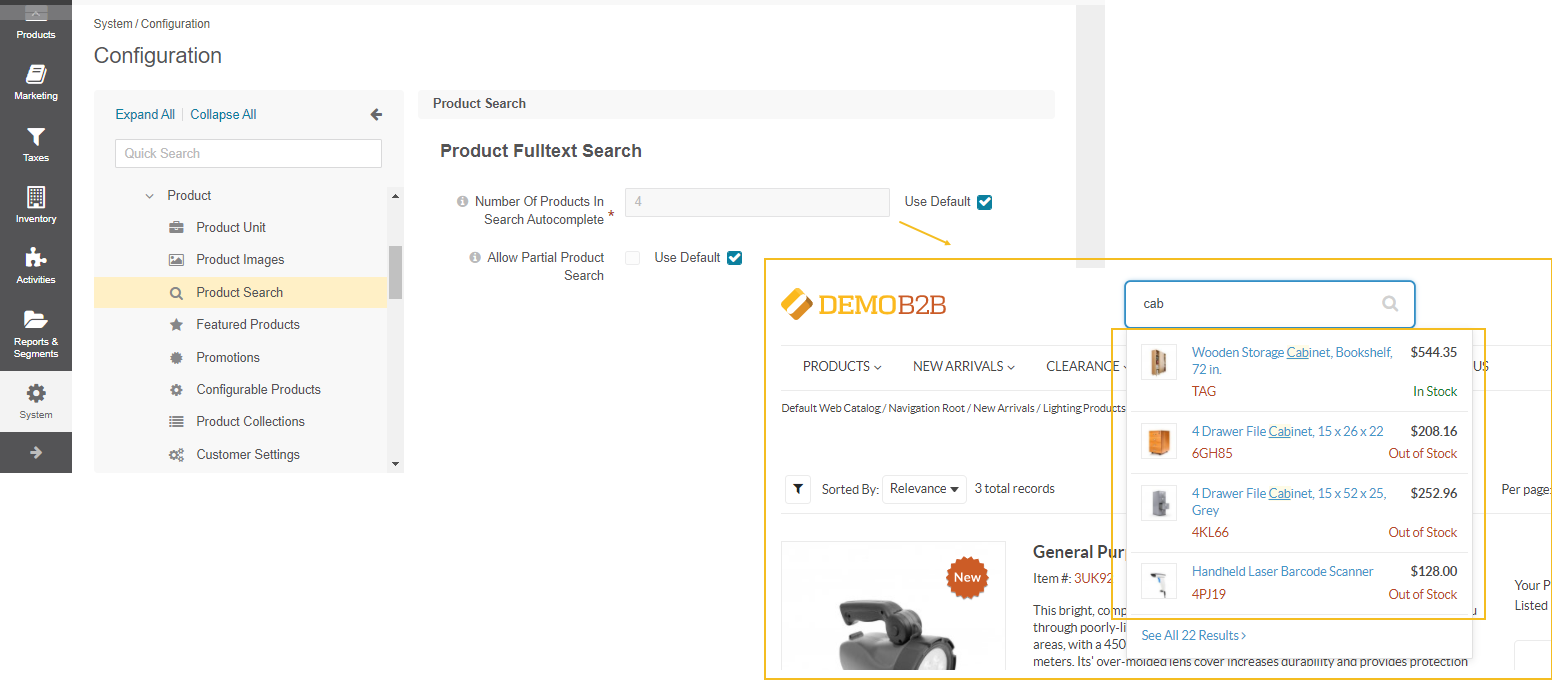 Products
Marketing
Taxes
Inventory
Activities
Reports &
Segments
System
System / Configuration
Configuration
Expand All
Collapse All
Quick Search
Product
Product Unit
Product Images
Product Search
Featured Products
Promotions
Configurable Products
Product Collections
Customer Settings
Product Search
Product Fulltext Search
Number Of Products In
Search Autocomplete *
4
Use Default
Allow Partial Product
Search
Use Default
DEMOB2B
cab
PRODUCTS
NEW ARRIVALS
CLEARANCE
US
Default Web Catalog / Navigation Root / New Arrivals / Lighting Products
Wooden Storage Cabinet, Bookshelf,
72 in.
$544.35
TAG
In Stock
4 Drawer File Cabinet, 15 x 26 x 22
$208.16
6GH85
Out of Stock
4 Drawer File Cabinet, 15 x 52 x 25,
Grey
$252.96
4KL66
Out of Stock
Handheld Laser Barcode Scanner
$128.00
4PJ19
Out of Stock
See All 22 Results
Sorted By:
Relevance
3 total records
Per page:
New
General Purp
Item #: 3UK92
This bright, comp
through poorly-li
areas, with a 450
meters. Its' over-molded lens cover increases durability and provides protection
Your P
Listed